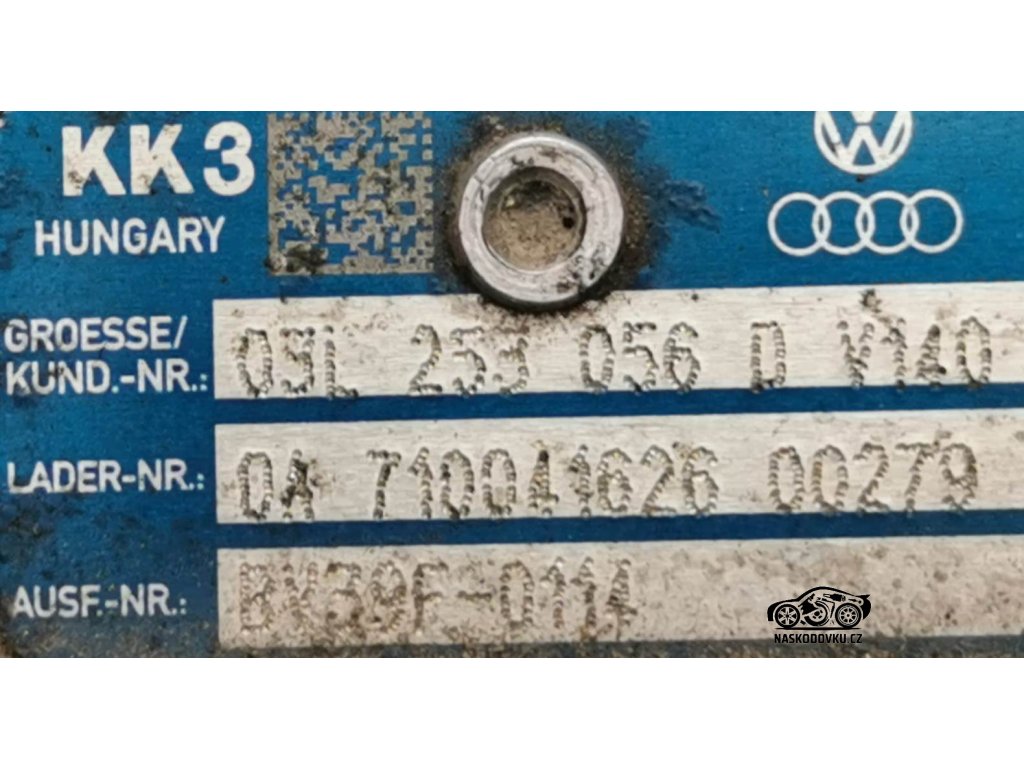 KK3
HUNGARY
GROESSE/
KUND.-NR.: 03L 253 056 D V140
LADER-NR.: 0A 710041626 00279
AUSF.-NR.: BV39F-0114
NASKODOVKU.CZ